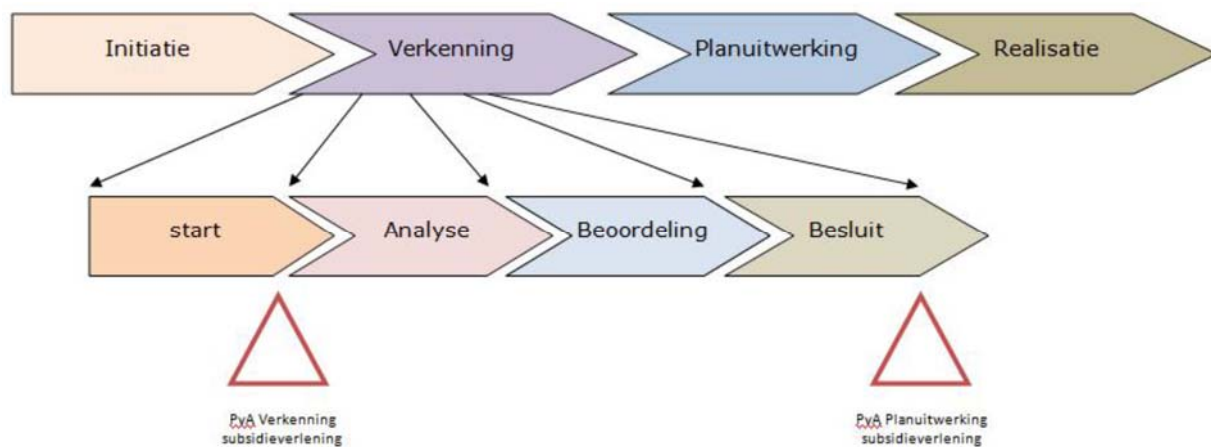 Initiatie
Verkenning
Planuitwerking
Realisatie
start
Analyse
Beoordeling
Besluit
PvA Verkenning
subsidieverlening
PvA Planuitwerking
subsidieverlening